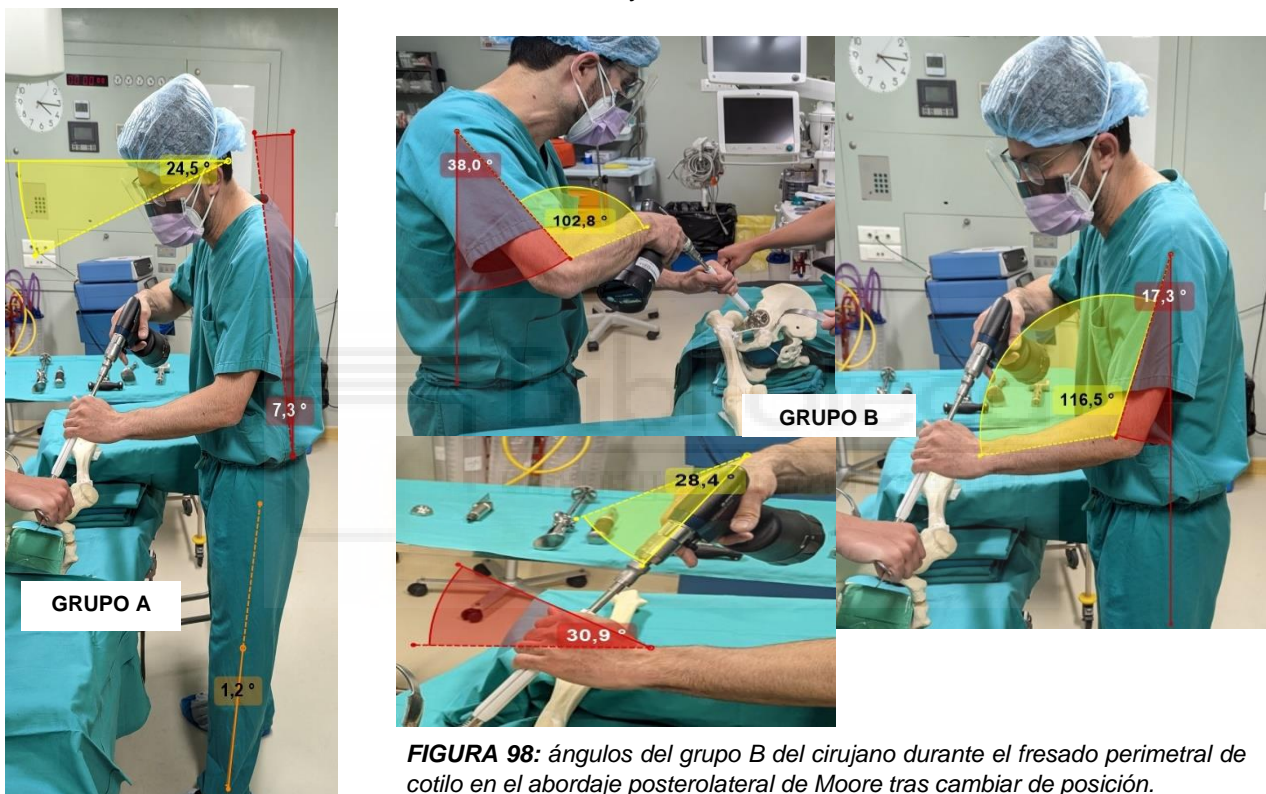 24,5 °
7,3 °
GRUPO A
1,2 °
38,0 °
102,8 °
GRUPO B
17,3 °
116,5 °
28,4 °
30,9 °
FIGURA 98: ángulos del grupo B del cirujano durante el fresado perimetral de
cotilo en el abordaje posterolateral de Moore tras cambiar de posición.